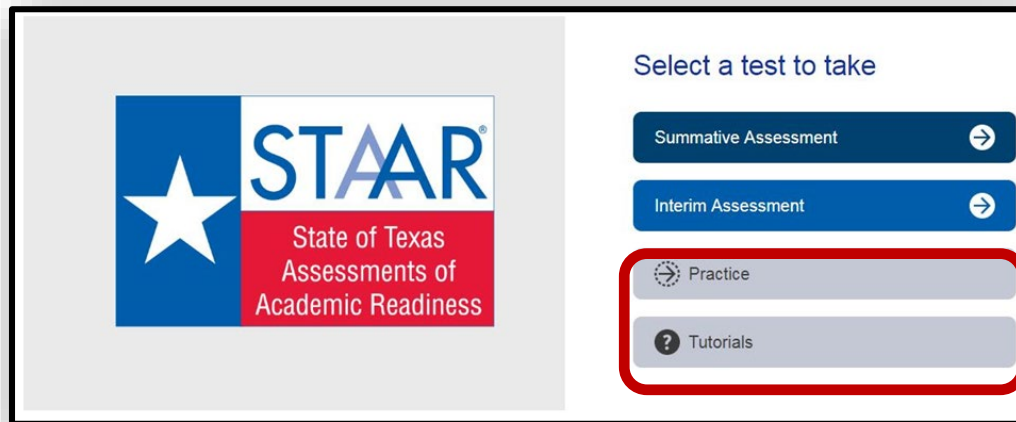 STAAR®
State of Texas
Assessments of
Academic Readiness
Select a test to take
Summative Assessment
Interim Assessment
Practice
? Tutorials